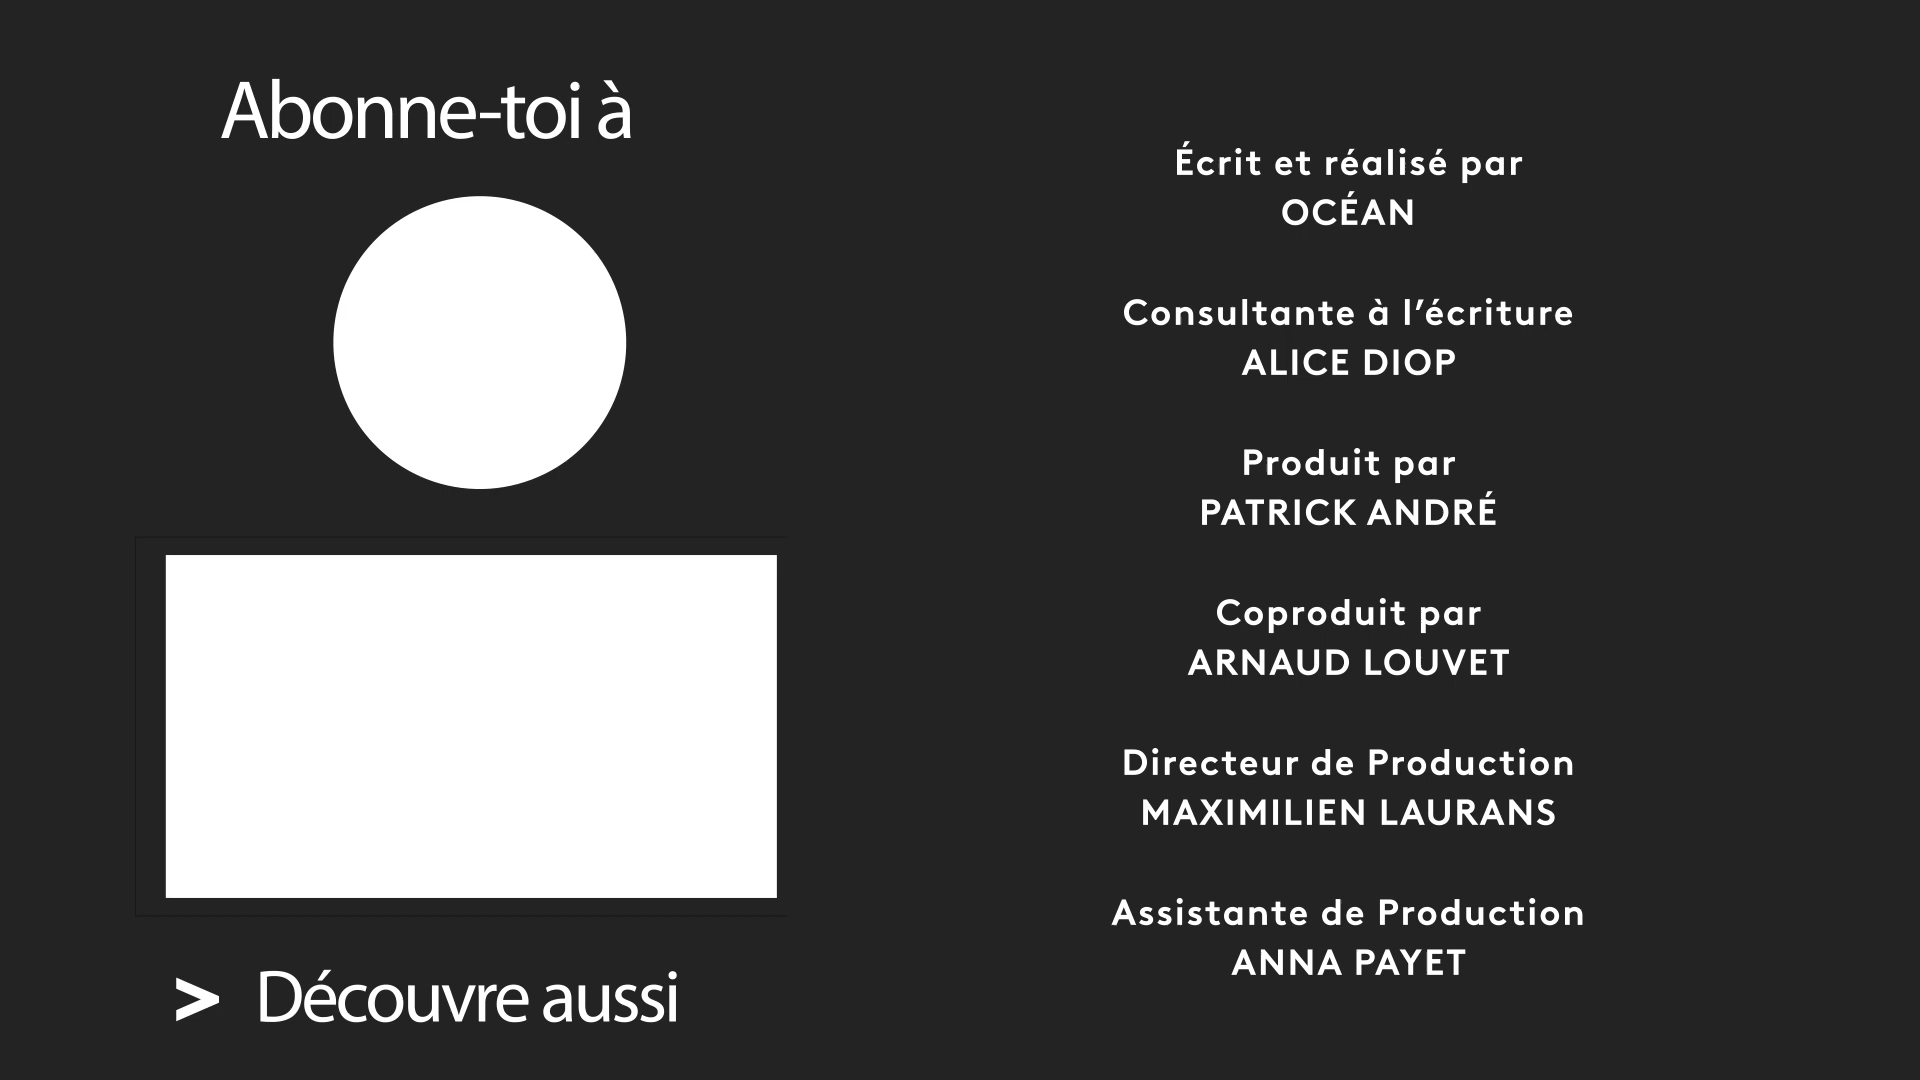 Abonne-toi à
> Découvre aussi
Écrit et réalisé par
OCÉAN
Consultante à l’écriture
ALICE DIOP
Produit par
PATRICK ANDRÉ
Coproduit par
ARNAUD LOUVET
Directeur de Production
MAXIMILIEN LAURANS
Assistante de Production
ANNA PAYET